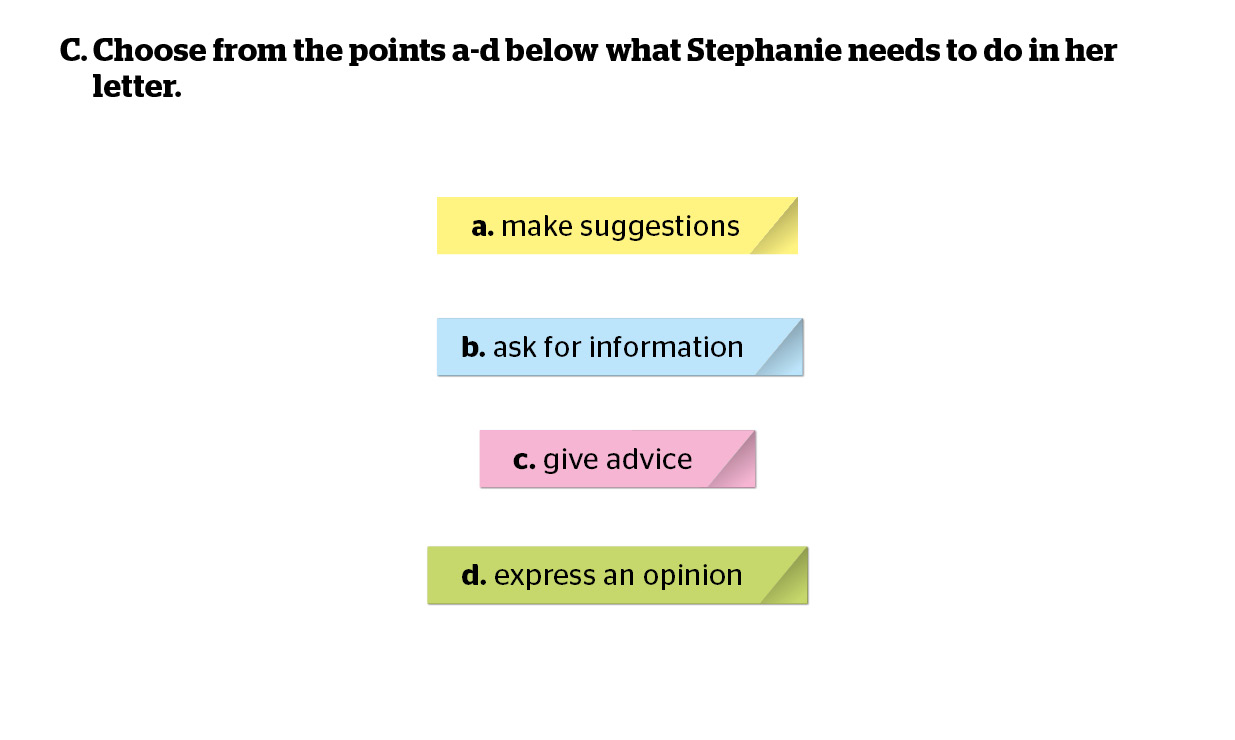 C. Choose from the points a-d below what Stephanie needs to do in her
letter.
a. make suggestions
b. ask for information
c. give advice
d. express an opinion